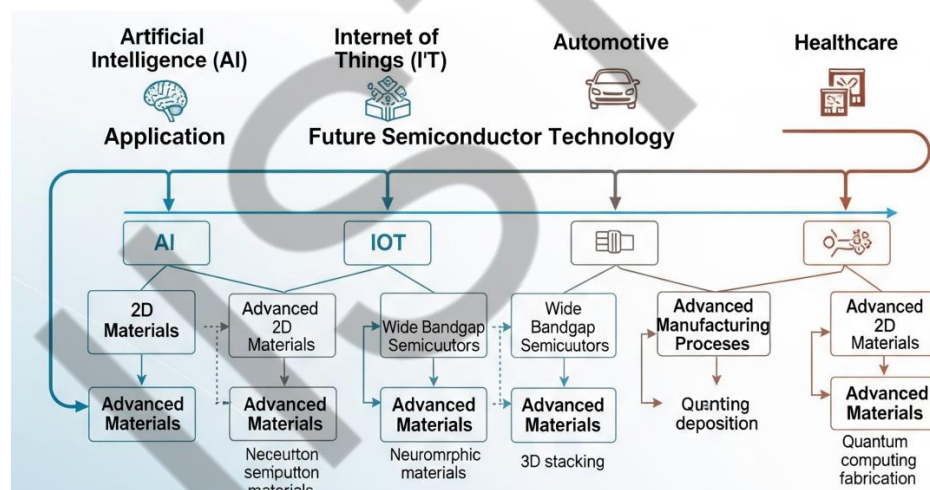 Artificial
Intelligence (AI)
Internet of
Things (I'T)
Automotive
Healthcare
Application
Future Semiconductor Technology
AI
IOT
2D
Materials
Advanced
2D
Materials
Wide Bandgap
Semicuutors
Wide
Bandgap
Semicuutors
Advanced
Manufacturing
Proceses
Advanced
2D
Materials
Advanced
Materials
Advanced
Materials
Advanced
Materials
Advanced
Materials
Qunting
deposition
Advanced
Materials
Neceutton
semiputton
materials
Neuromrphic
materials
3D stacking
Quantum
computing
fabrication